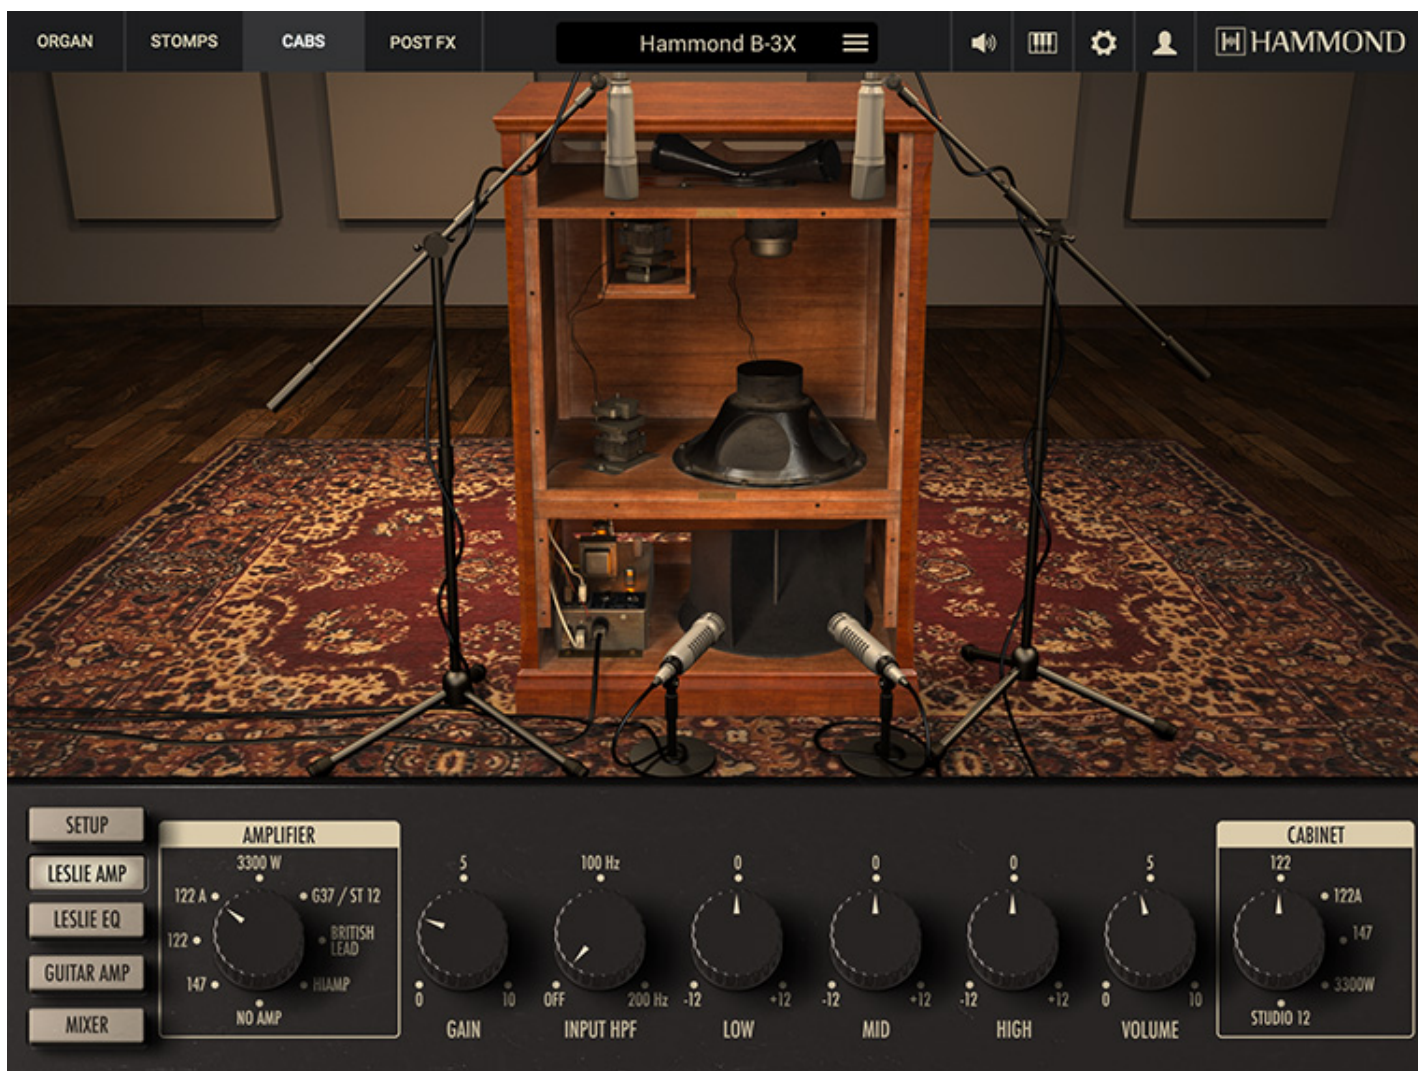 ORGAN STOMPS CABS POST FX Hammond B-3X HAMMOND
SETUP
LESLIE AMP
LESLIE EQ
GUITAR AMP
MIXER
AMPLIFIER
3300 W
122 A G37 / ST 12
122 BRITISH
LEAD
147 HIAMP
NO AMP
5
0 10
GAIN
100 Hz
OFF 200 Hz
INPUT HPF
0
-12 +12
LOW
0
-12 +12
MID
0
-12 +12
HIGH
5
0 10
VOLUME
CABINET
122
122A
147
3300W
STUDIO 12